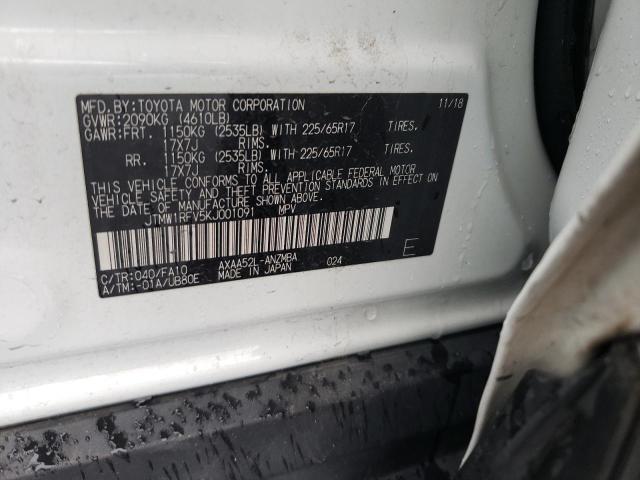 MFD. BY: TOYOTA MOTOR CORPORATION 11/18
GVWR: 2090KG (4610LB)
GAWR: FRT. 1150KG (2535LB) WITH 225/65R17 TIRES.
17X7J RIMS.
RR. 1150KG (2535LB) WITH 225/65R17 TIRES.
17X7J RIMS.
THIS VEHICLE CONFORMS TO ALL APPLICABLE FEDERAL MOTOR
VEHICLE SAFETY AND THEFT PREVENTION STANDARDS IN EFFECT ON
THE DATE OF MANUFACTURE SHOWN ABOVE.
JTMW1RFV5KJ001091 MPV
E
C/TR:040/FA10 AXAA52L-ANZMBA 024
A/TM:-01A/UB80E MADE IN JAPAN